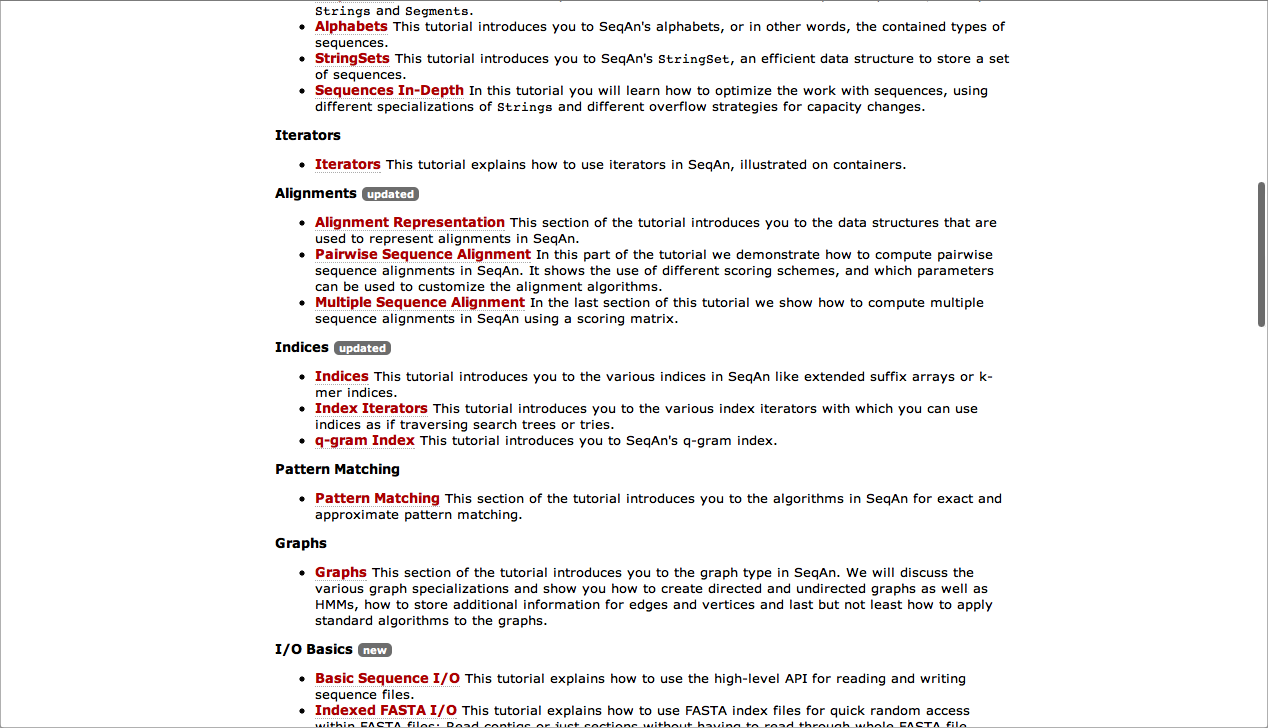 Strings and Segments.
• Alphabets This tutorial introduces you to SeqAn's alphabets, or in other words, the contained types of
sequences.
• StringSets This tutorial introduces you to SeqAn's StringSet, an efficient data structure to store a set
of sequences.
• Sequences In-Depth In this tutorial you will learn how to optimize the work with sequences, using
different specializations of Strings and different overflow strategies for capacity changes.
Iterators
• Iterators This tutorial explains how to use iterators in SeqAn, illustrated on containers.
Alignments updated
• Alignment Representation This section of the tutorial introduces you to the data structures that are
used to represent alignments in SeqAn.
• Pairwise Sequence Alignment In this part of the tutorial we demonstrate how to compute pairwise
sequence alignments in SeqAn. It shows the use of different scoring schemes, and which parameters
can be used to customize the alignment algorithms.
• Multiple Sequence Alignment In the last section of this tutorial we show how to compute multiple
sequence alignments in SeqAn using a scoring matrix.
Indices updated
• Indices This tutorial introduces you to the various indices in SeqAn like extended suffix arrays or k-
mer indices.
• Index Iterators This tutorial introduces you to the various index iterators with which you can use
indices as if traversing search trees or tries.
• q-gram Index This tutorial introduces you to SeqAn's q-gram index.
Pattern Matching
• Pattern Matching This section of the tutorial introduces you to the algorithms in SeqAn for exact and
approximate pattern matching.
Graphs
• Graphs This section of the tutorial introduces you to the graph type in SeqAn. We will discuss the
various graph specializations and show you how to create directed and undirected graphs as well as
HMMs, how to store additional information for edges and vertices and last but not least how to apply
standard algorithms to the graphs.
I/O Basics new
• Basic Sequence I/O This tutorial explains how to use the high-level API for reading and writing
sequence files.
• Indexed FASTA I/O This tutorial explains how to use FASTA index files for quick random access
within FASTA files: Read contigs or just sections without having to read through whole FASTA file.